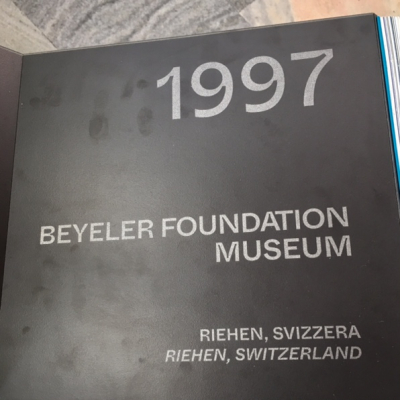 1997
BEYELER FOUNDATION
MUSEUM
RIEHEN, SVIZZERA
RIEHEN, SWITZERLAND